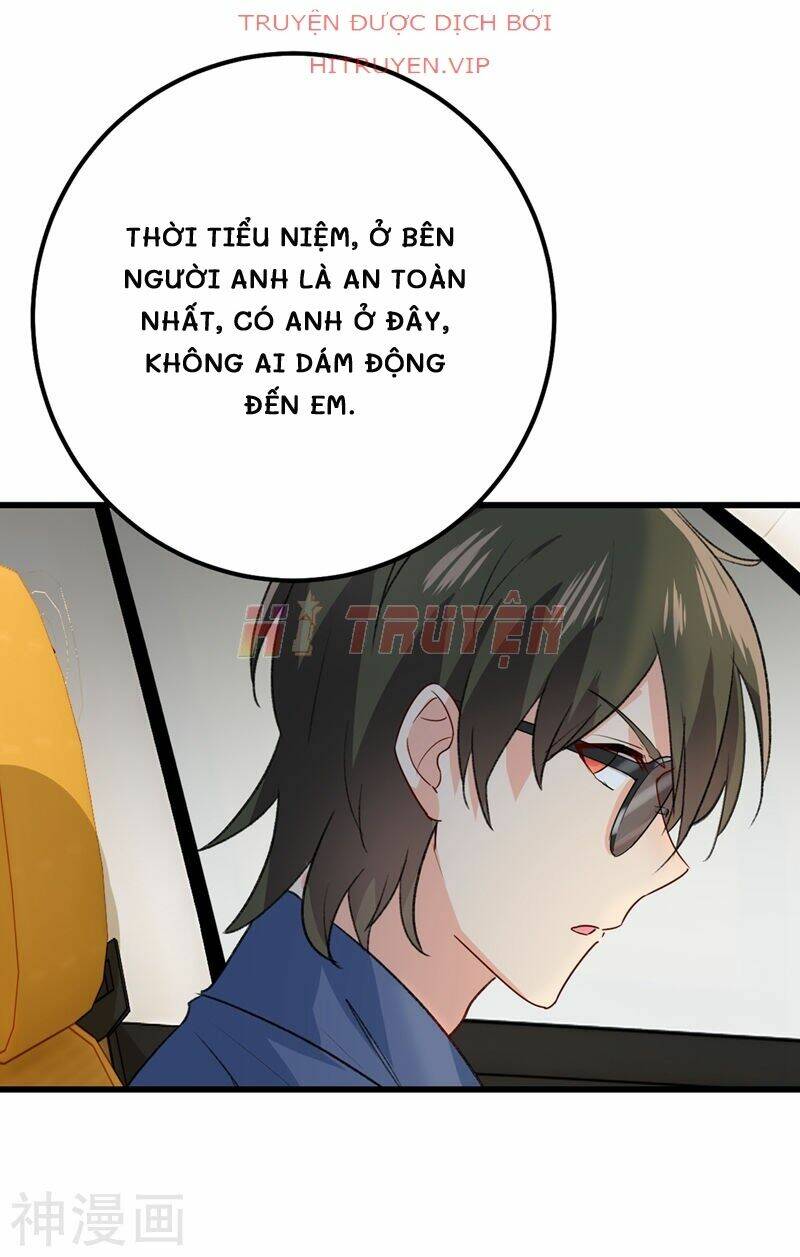 TRUYỆN ĐƯỢC DỊCH BỞI
HITRUYEN.VIP
THỜI TIỂU NIỆM, Ở BÊN
NGƯỜI ANH LÀ AN TOÀN
NHẤT, CÓ ANH Ở ĐÂY,
KHÔNG AI DÁM ĐỘNG
ĐẾN EM.
HI TRUYỆN
神漫画